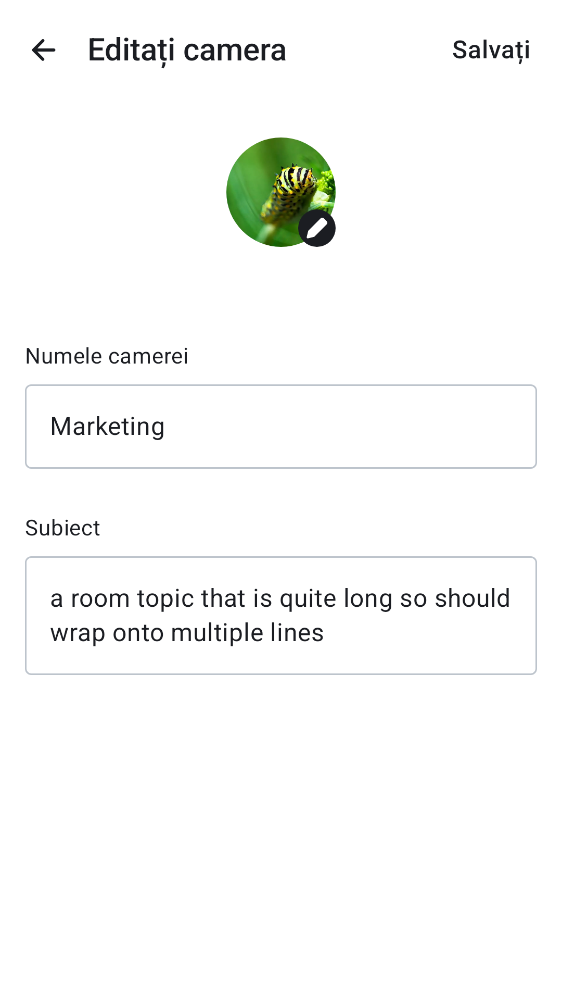 Editați camera
Salvați
Numele camerei
Marketing
Subiect
a room topic that is quite long so should
wrap onto multiple lines